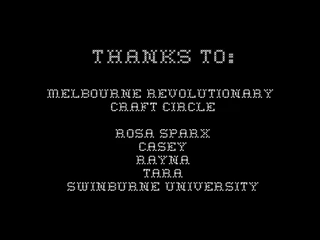 THANKS TO:
MELBOURNE REVOLUTIONARY
CRAFT CIRCLE
ROSA SPARX
CASEY
RAYNA
TARA
SWINBURNE UNIVERSITY